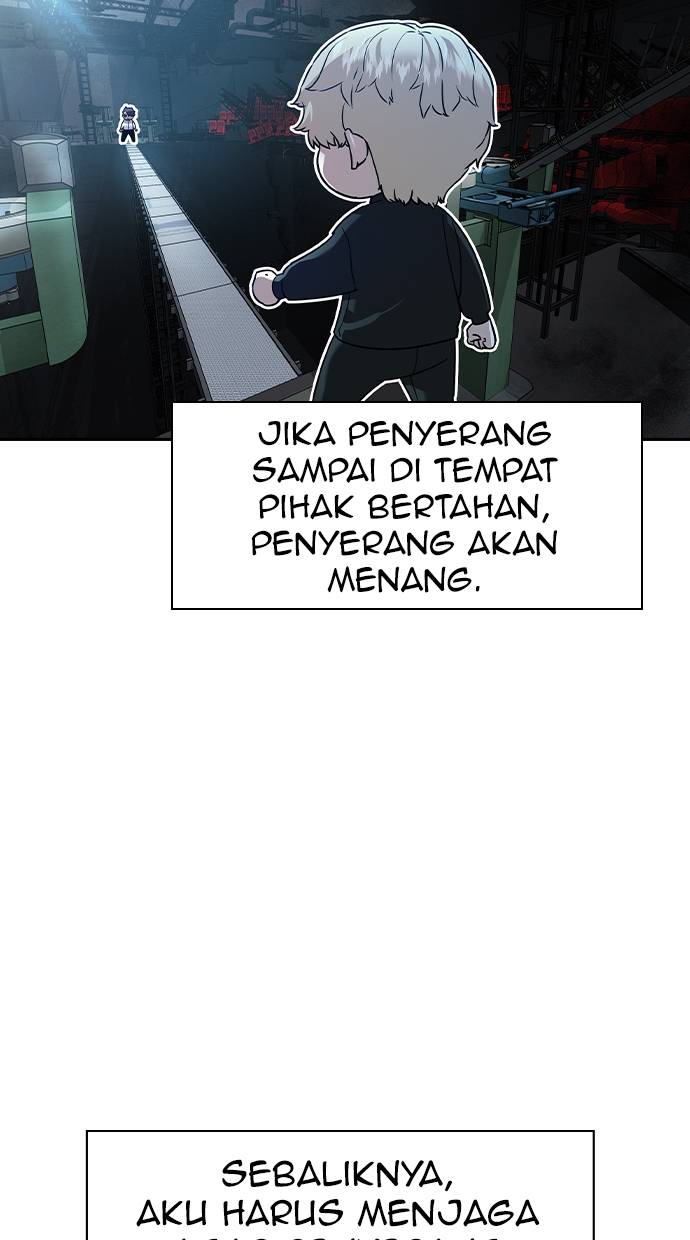 JIKA PENYERANG
SAMPAI DI TEMPAT
PIHAK BERTAHAN,
PENYERANG AKAN
MENANG.
SEBALIKNYA,
AKU HARUS MENJAGA